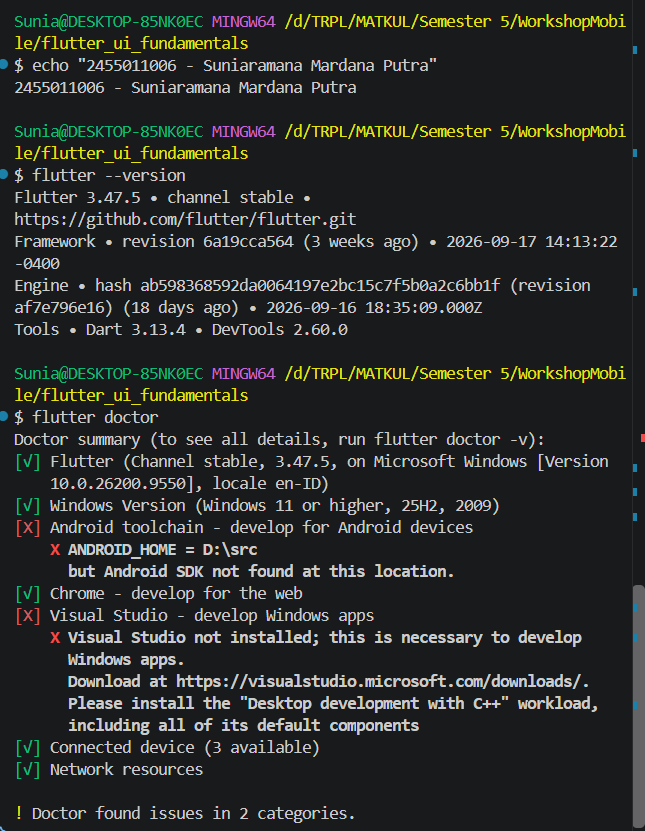 Sunia@DESKTOP-85NK0EC MINGW64 /d/TRPL/MATKUL/Semester 5/WorkshopMobi
le/flutter_ui_fundamentals
$ echo "2455011006 - Suniaramana Mardana Putra"
2455011006 - Suniaramana Mardana Putra
Sunia@DESKTOP-85NK0EC MINGW64 /d/TRPL/MATKUL/Semester 5/WorkshopMobi
le/flutter_ui_fundamentals
$ flutter --version
Flutter 3.47.5 • channel stable •
https://github.com/flutter/flutter.git
Framework • revision 6a19cca564 (3 weeks ago) • 2026-09-17 14:13:22
-0400
Engine • hash ab598368592da0064197e2bc15c7f5b0a2c6bb1f (revision
af7e796e16) (18 days ago) • 2026-09-16 18:35:09.000Z
Tools • Dart 3.13.4 • DevTools 2.60.0
Sunia@DESKTOP-85NK0EC MINGW64 /d/TRPL/MATKUL/Semester 5/WorkshopMobi
le/flutter_ui_fundamentals
$ flutter doctor
Doctor summary (to see all details, run flutter doctor -v):
[√] Flutter (Channel stable, 3.47.5, on Microsoft Windows [Version
10.0.26200.9550], locale en-ID)
[√] Windows Version (Windows 11 or higher, 25H2, 2009)
[X] Android toolchain - develop for Android devices
X ANDROID_HOME = D:\src
but Android SDK not found at this location.
[√] Chrome - develop for the web
[X] Visual Studio - develop Windows apps
X Visual Studio not installed; this is necessary to develop
Windows apps.
Download at https://visualstudio.microsoft.com/downloads/.
Please install the "Desktop development with C++" workload,
including all of its default components
[√] Connected device (3 available)
[√] Network resources
! Doctor found issues in 2 categories.